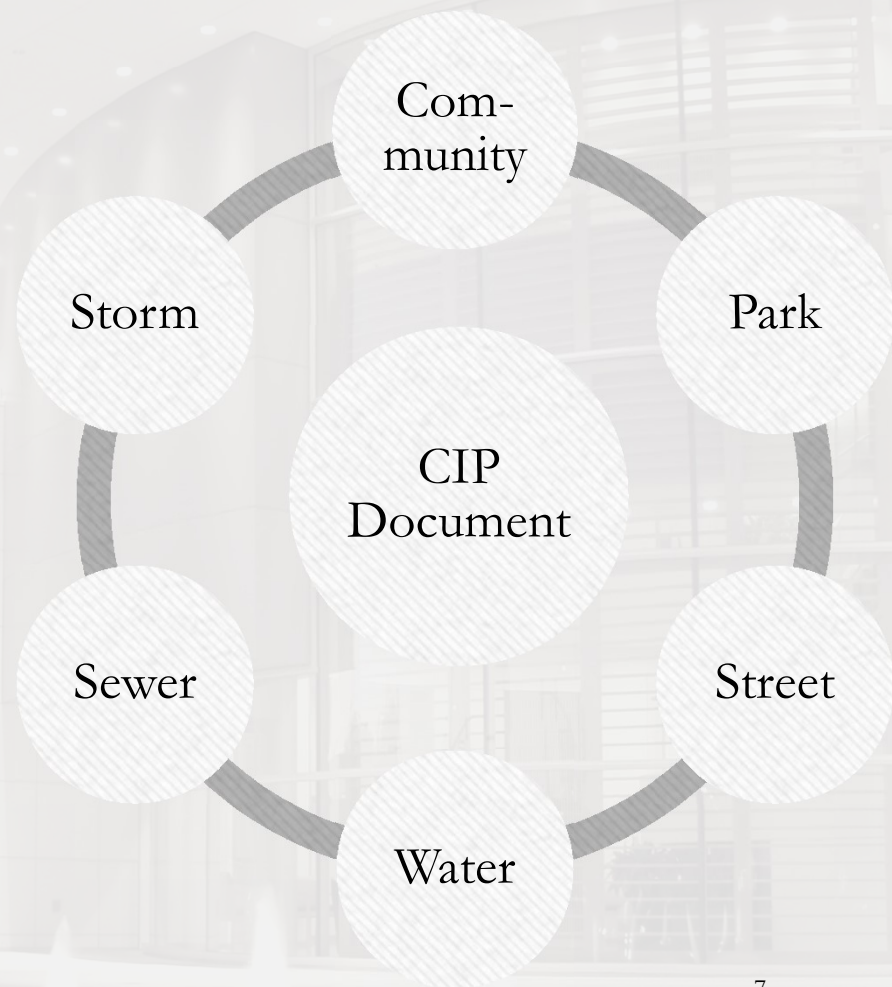 Com-
munity
Storm
Park
CIP
Document
Sewer
Street
Water
7